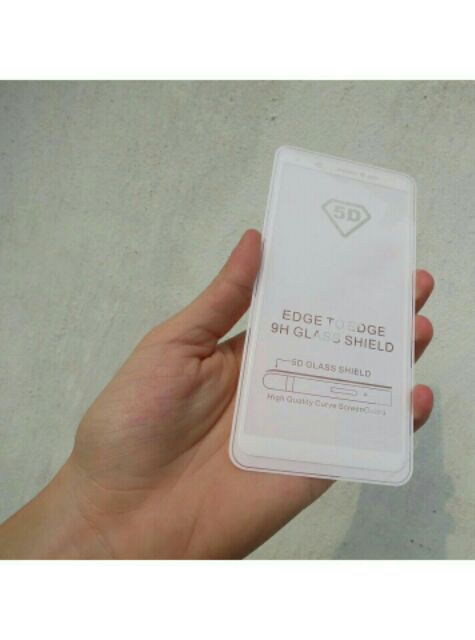 5D
EDGE TO EDGE
9H GLASS SHIELD
5D GLASS SHIELD
High Quality Curve ScreenGuard